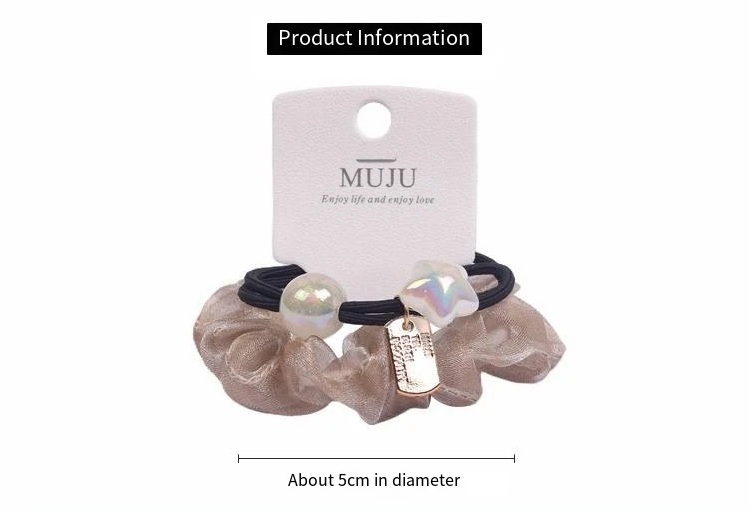 Product Information
MUJU
Enjoy life and enjoy love
About 5cm in diameter